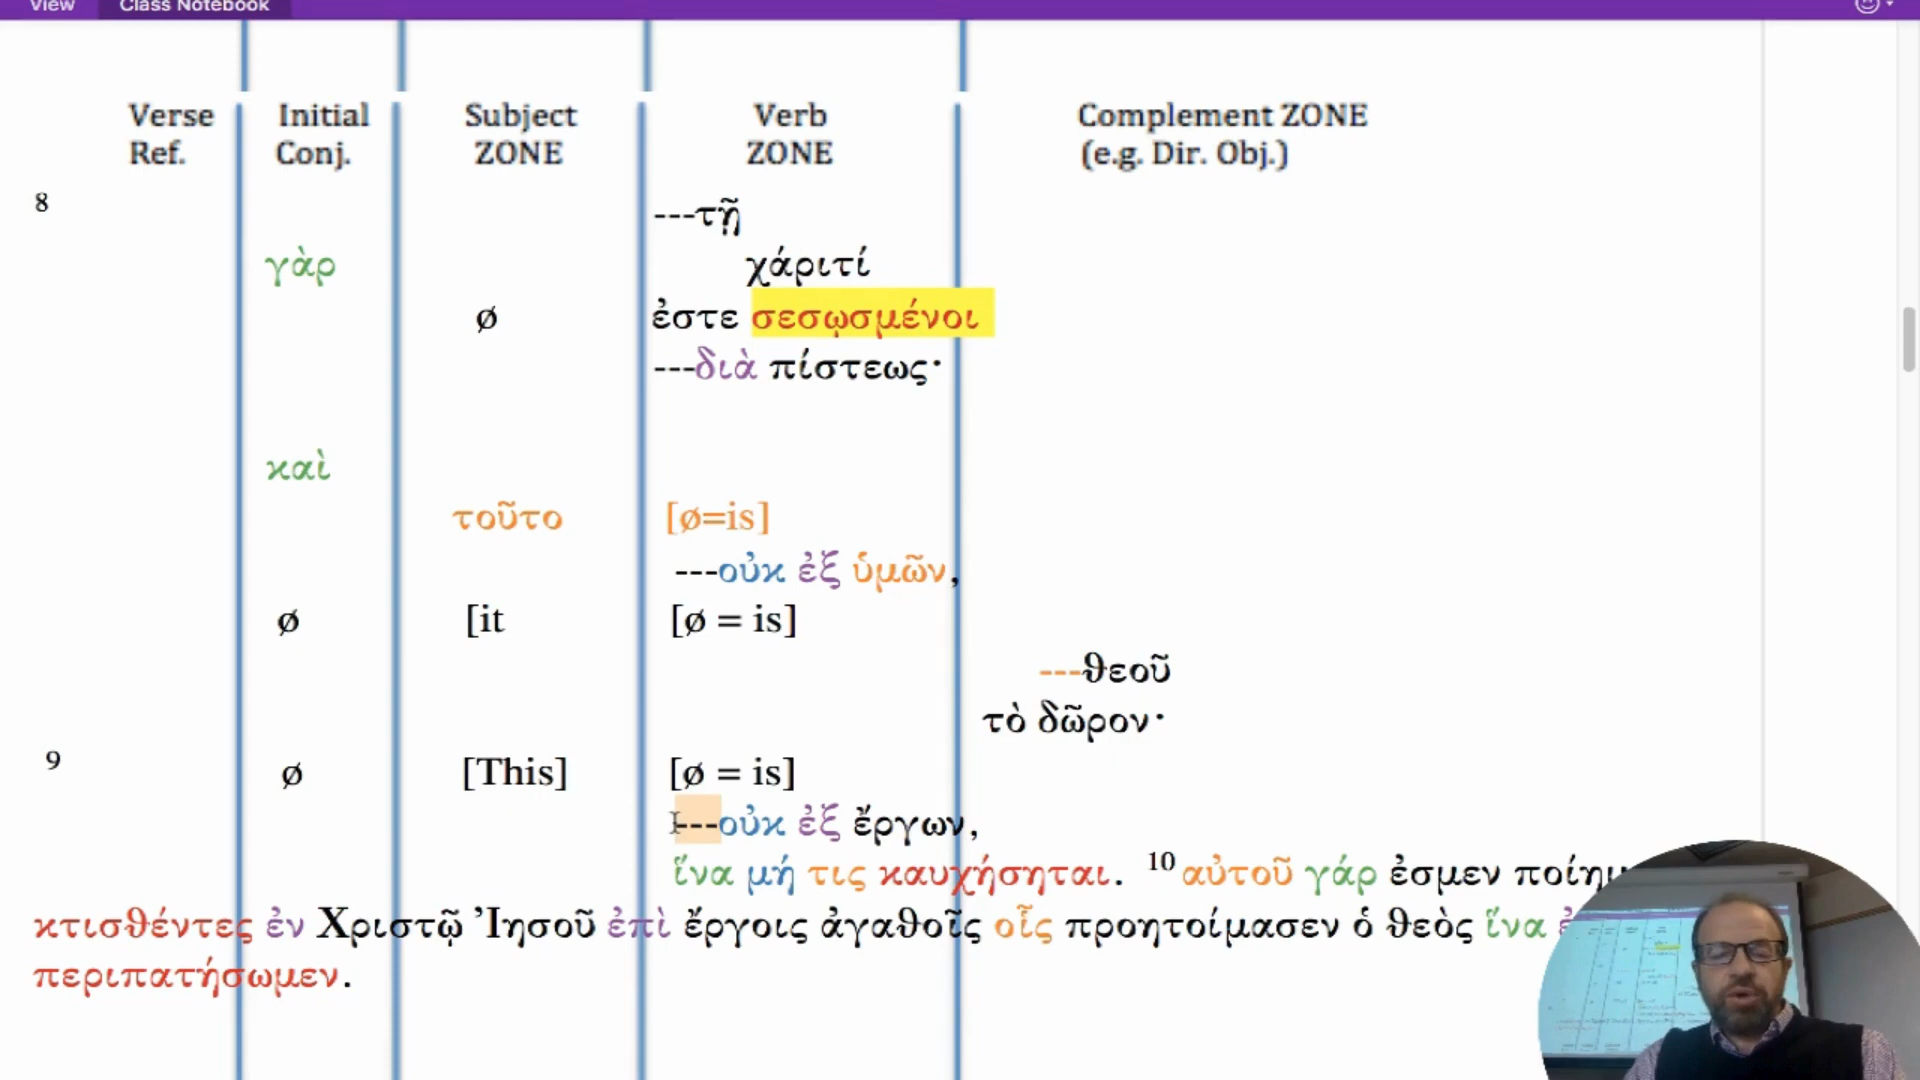 View Class Notebook
Verse Ref. Initial Conj. Subject ZONE Verb ZONE Complement ZONE (e.g. Dir. Obj.)
8
---τῇ
γὰρ χάριτί
ø ἐστε σεσῳσμένοι
---διὰ πίστεως·
καὶ
τοῦτο [ø=is]
---οὐκ ἐξ ὑμῶν,
ø [it [ø = is]
---θεοῦ
τὸ δῶρον·
9
ø [This] [ø = is]
---οὐκ ἐξ ἔργων,
ἵνα μή τις καυχήσηται. 10 αὐτοῦ γάρ ἐσμεν
κτισθέντες ἐν Χριστῷ Ἰησοῦ ἐπὶ ἔργοις ἀγαθοῖς οἷς προητοίμασεν ὁ θεὸς ἵνα
περιπατήσωμεν.